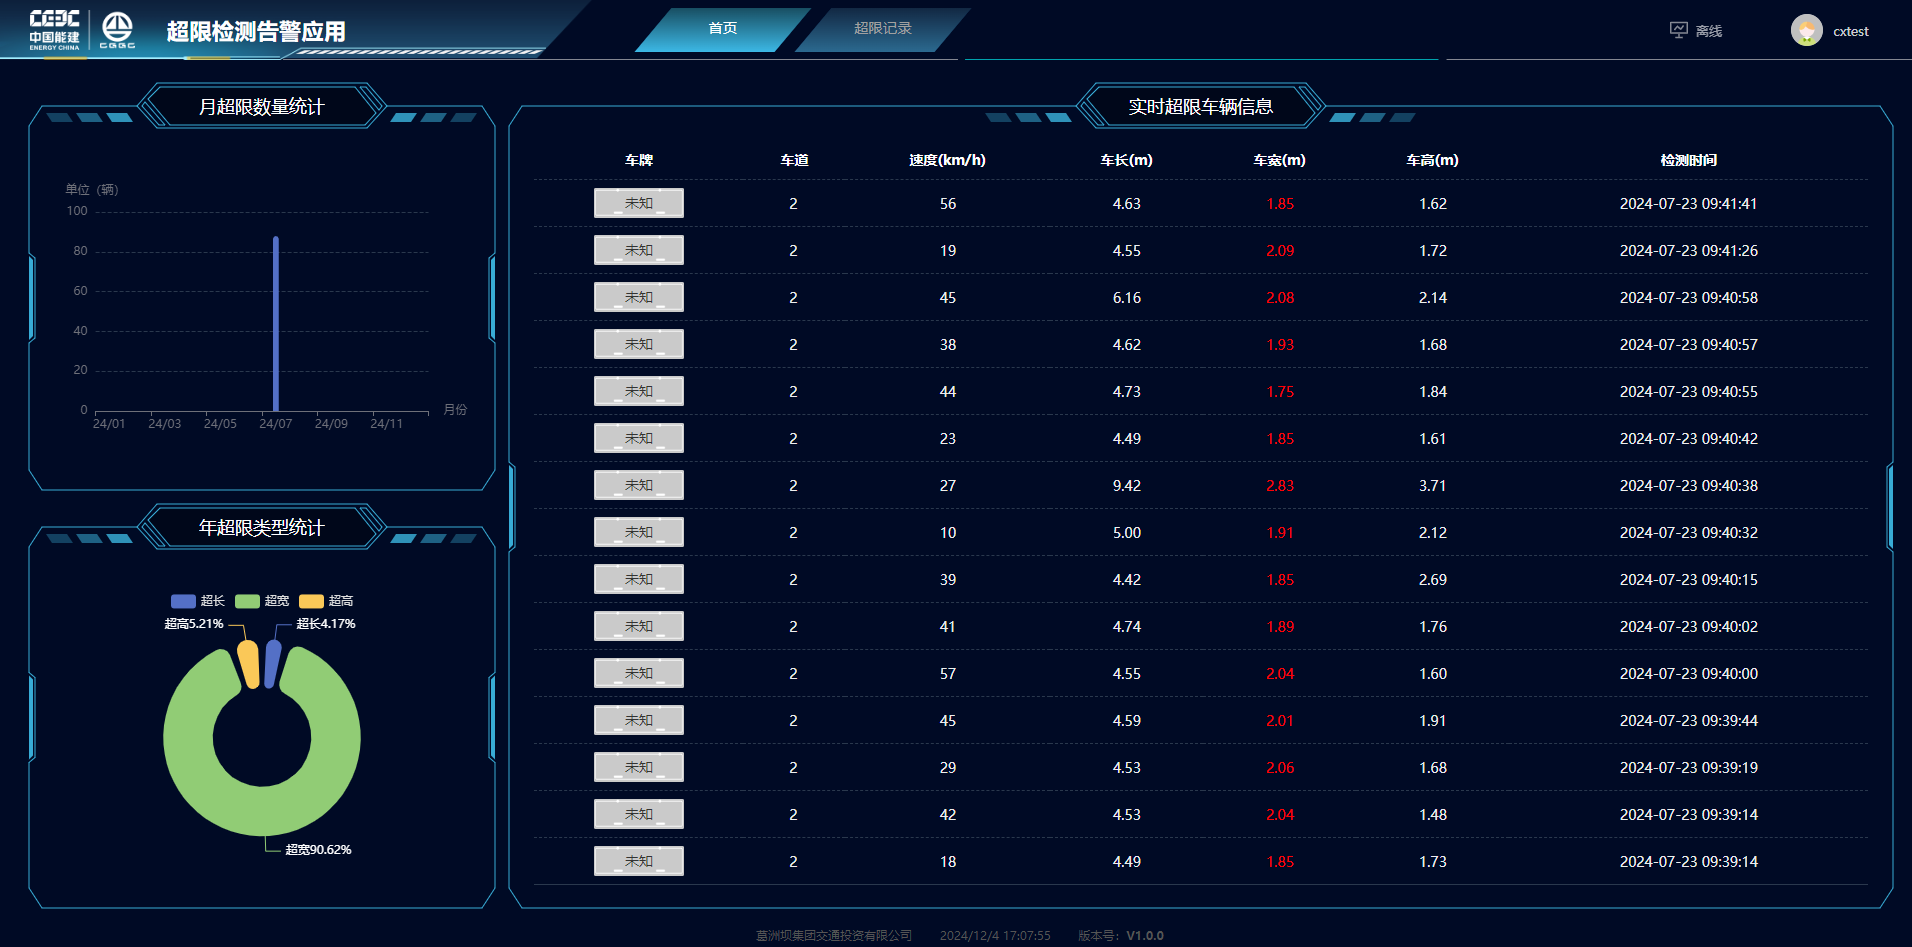 CEEC
中国能建
ENERGY CHINA
CGGC
超限检测告警应用
首页
超限记录
离线
cxtest
月超限数量统计
单位（辆）
100
80
60
40
20
0
24/01 24/03 24/05 24/07 24/09 24/11
月份
年超限类型统计
超长 超宽 超高
超高5.21% 超长4.17%
超宽90.62%
实时超限车辆信息
车牌 车道 速度(km/h) 车长(m) 车宽(m) 车高(m) 检测时间
未知 2 56 4.63 1.85 1.62 2024-07-23 09:41:41
未知 2 19 4.55 2.09 1.72 2024-07-23 09:41:26
未知 2 45 6.16 2.08 2.14 2024-07-23 09:40:58
未知 2 38 4.62 1.93 1.68 2024-07-23 09:40:57
未知 2 44 4.73 1.75 1.84 2024-07-23 09:40:55
未知 2 23 4.49 1.85 1.61 2024-07-23 09:40:42
未知 2 27 9.42 2.83 3.71 2024-07-23 09:40:38
未知 2 10 5.00 1.91 2.12 2024-07-23 09:40:32
未知 2 39 4.42 1.85 2.69 2024-07-23 09:40:15
未知 2 41 4.74 1.89 1.76 2024-07-23 09:40:02
未知 2 57 4.55 2.04 1.60 2024-07-23 09:40:00
未知 2 45 4.59 2.01 1.91 2024-07-23 09:39:44
未知 2 29 4.53 2.06 1.68 2024-07-23 09:39:19
未知 2 42 4.53 2.04 1.48 2024-07-23 09:39:14
未知 2 18 4.49 1.85 1.73 2024-07-23 09:39:14
葛洲坝集团交通投资有限公司 2024/12/4 17:07:55 版本号：V1.0.0